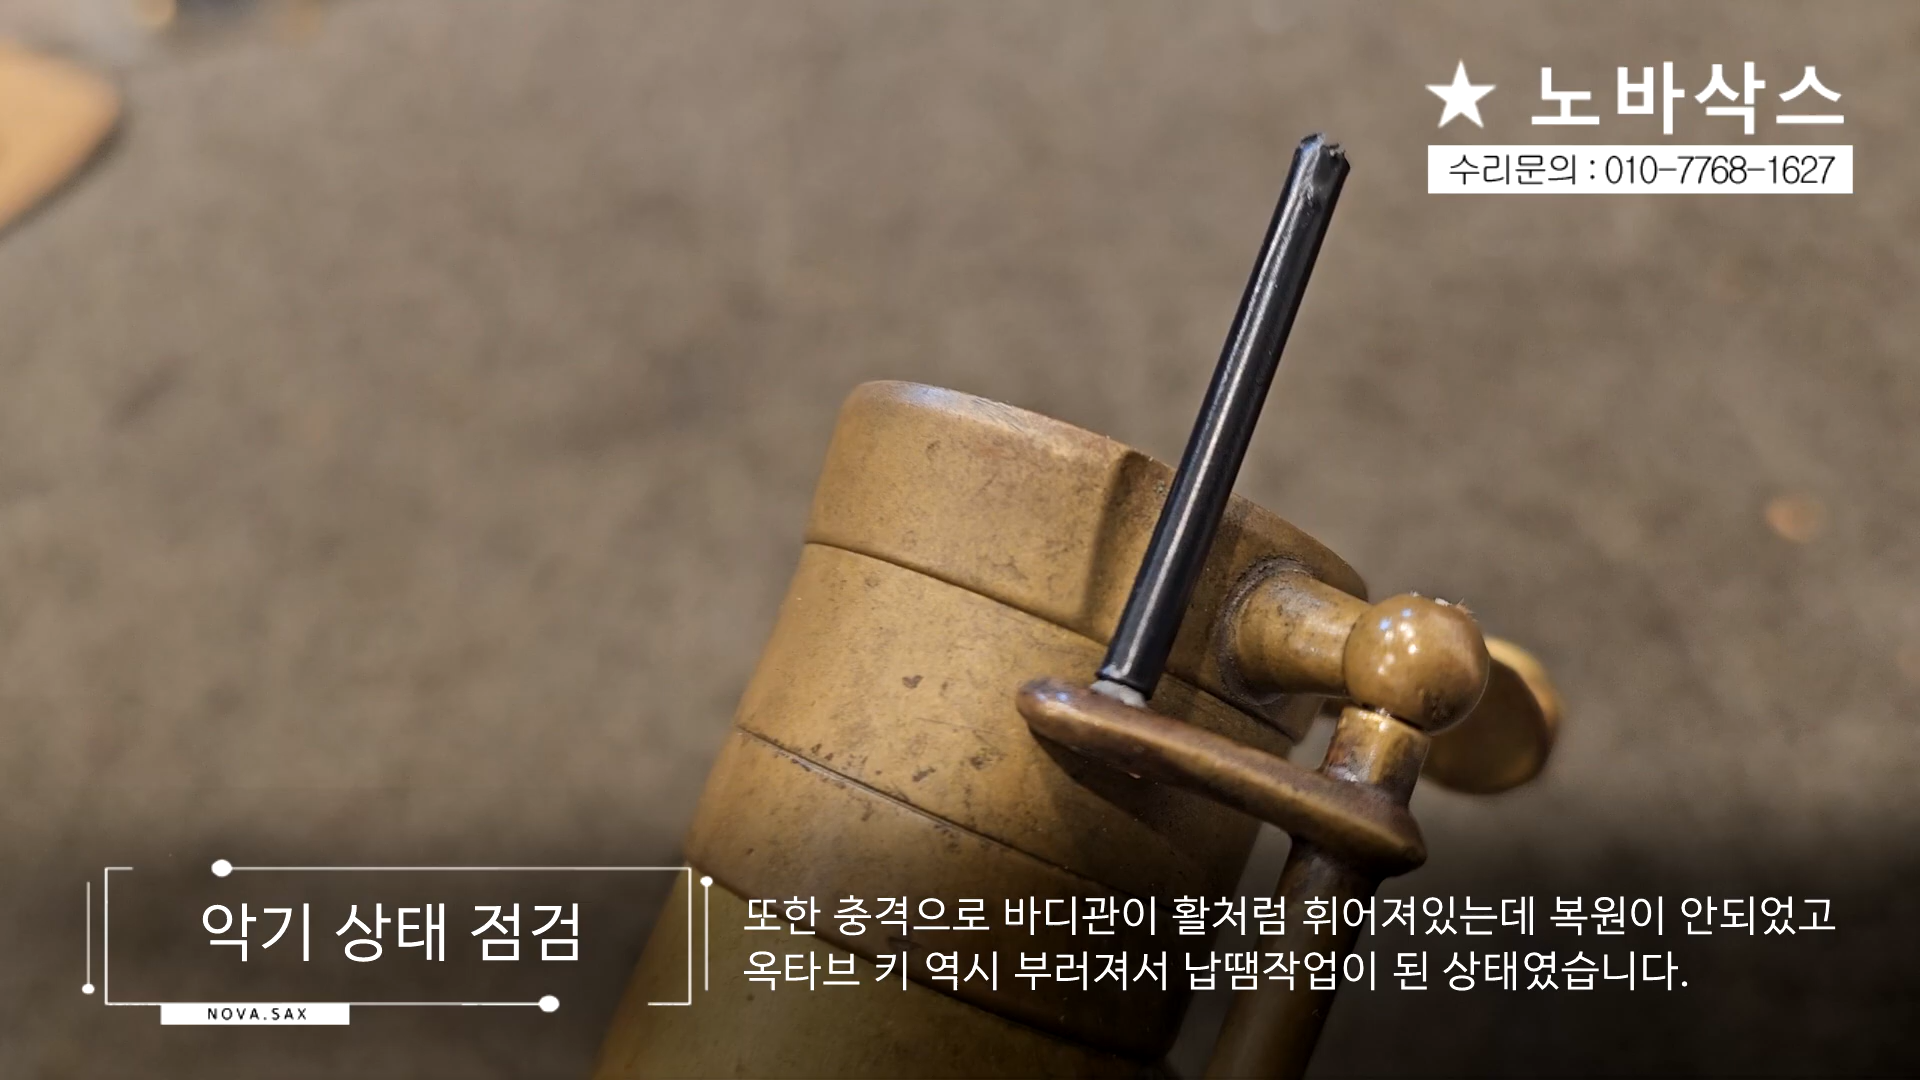 ★ 노바삭스
수리문의 : 010-7768-1627
악기 상태 점검
NOVA.SAX
또한 충격으로 바디관이 활처럼 휘어져있는데 복원이 안되었고
옥타브 키 역시 부러져서 납땜작업이 된 상태였습니다.